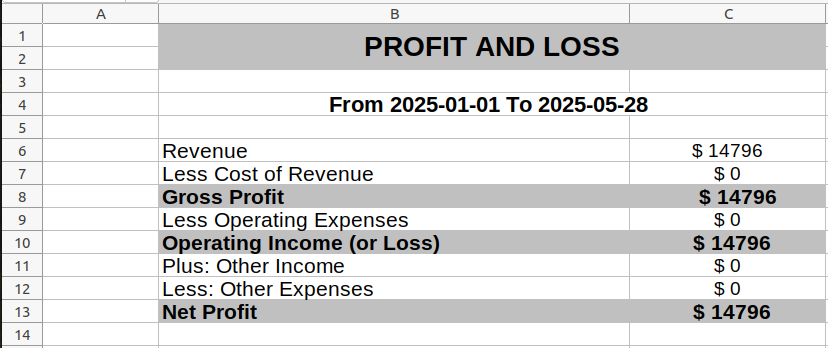 A B C
1 PROFIT AND LOSS
2
3
4 From 2025-01-01 To 2025-05-28
5
6 Revenue $ 14796
7 Less Cost of Revenue $ 0
8 Gross Profit $ 14796
9 Less Operating Expenses $ 0
10 Operating Income (or Loss) $ 14796
11 Plus: Other Income $ 0
12 Less: Other Expenses $ 0
13 Net Profit $ 14796
14